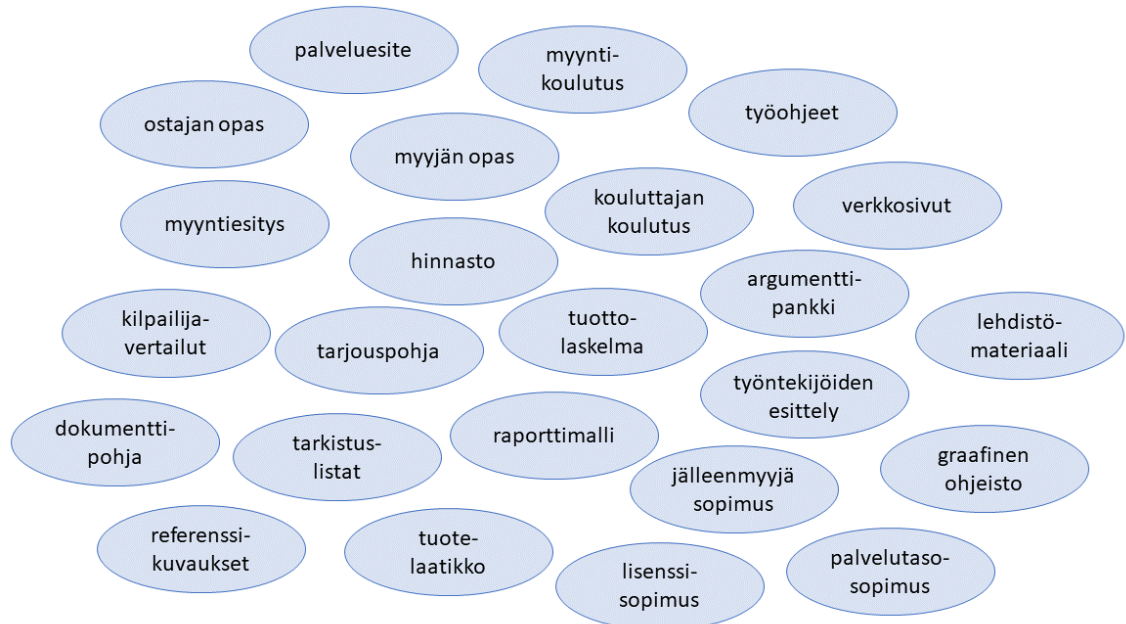 palveluesite
myynti-
koulutus
työohjeet
ostajan opas
myyjän opas
kouluttajan
koulutus
verkkosivut
myyntiesitys
hinnasto
argumentti-
pankki
kilpailija-
vertailut
tarjouspohja
tuotto-
laskelma
lehdistö-
materiaali
työntekijöiden
esittely
dokumentti-
pohja
tarkistus-
listat
raporttimalli
jälleenmyyjä
sopimus
graafinen
ohjeisto
referenssi-
kuvaukset
tuote-
laatikko
lisenssi-
sopimus
palvelutaso-
sopimus